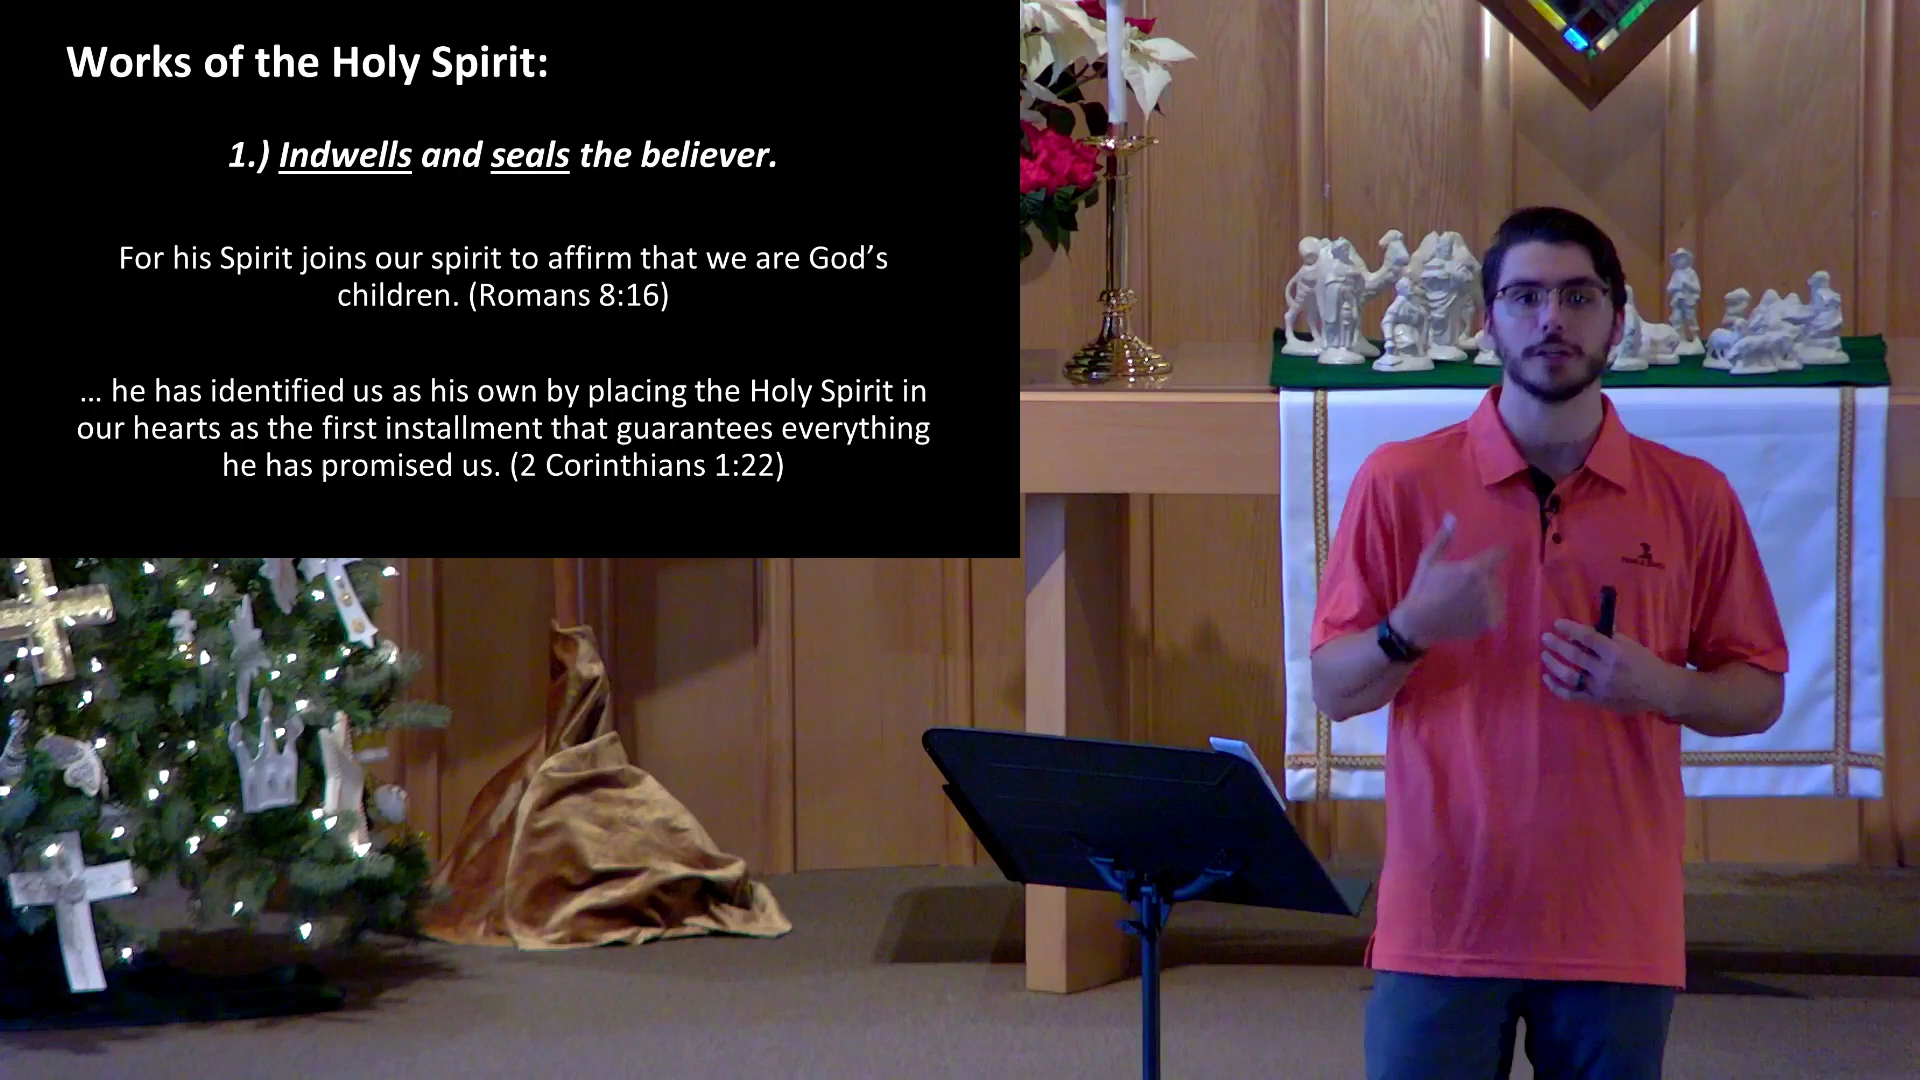 Works of the Holy Spirit:
1.) Indwells and seals the believer.
For his Spirit joins our spirit to affirm that we are God's
children. (Romans 8:16)
... he has identified us as his own by placing the Holy Spirit in
our hearts as the first installment that guarantees everything
he has promised us. (2 Corinthians 1:22)